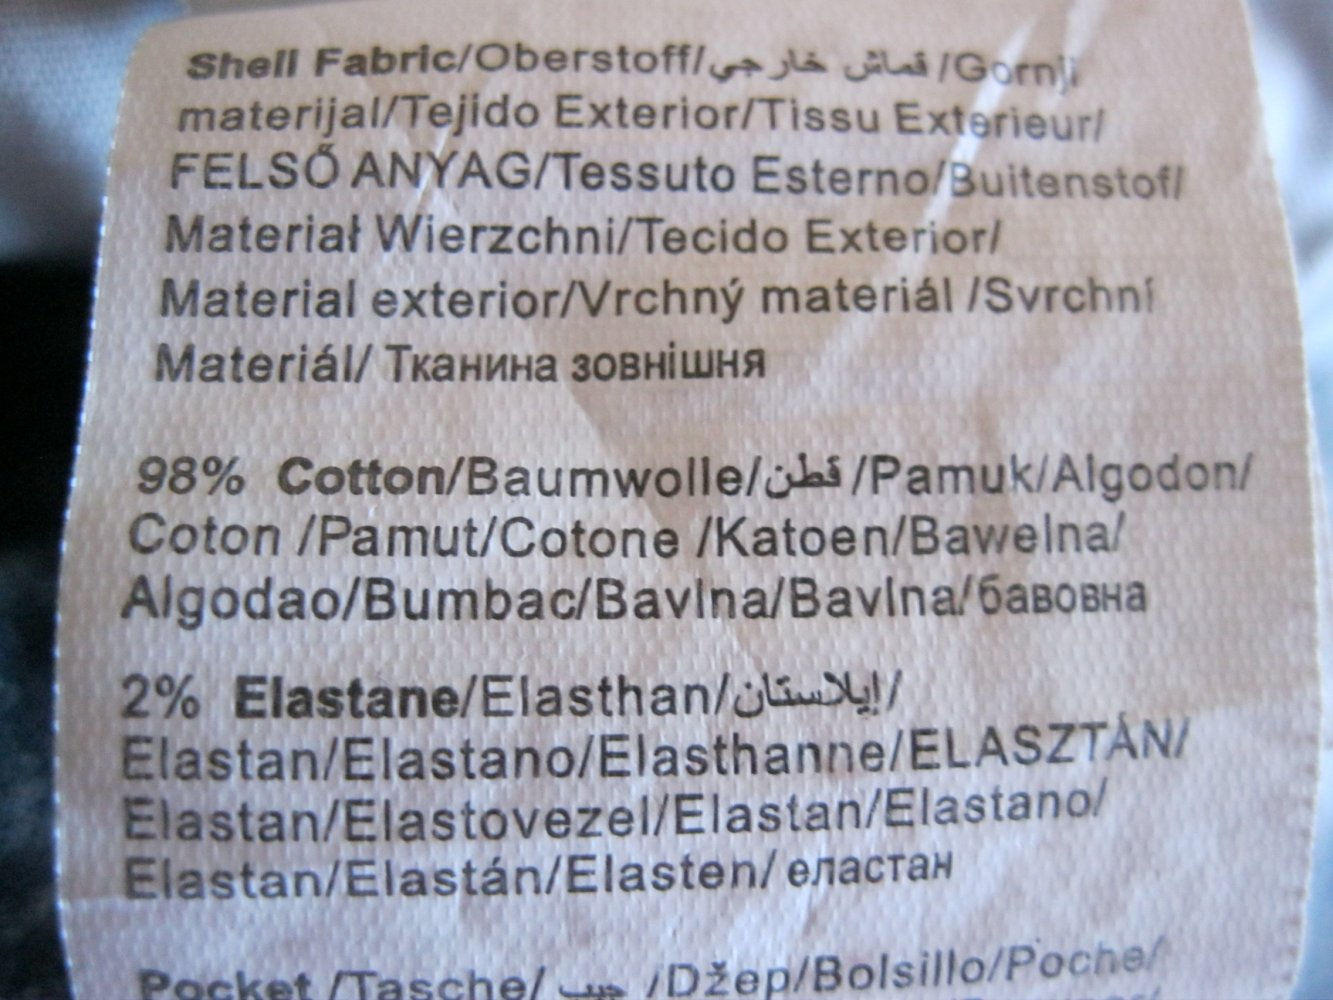 Shell Fabric/Oberstoff/قماش خارجي/Gornji
materijal/Tejido Exterior/Tissu Exterieur/
FELSŐ ANYAG/Tessuto Esterno/Buitenstof/
Materiał Wierzchni/Tecido Exterior/
Material exterior/Vrchný materiál /Svrchní
Materiál/ Тканина зовнішня
98% Cotton/Baumwolle/قطن/Pamuk/Algodon/
Coton /Pamut/Cotone /Katoen/Bawelna/
Algodao/Bumbac/Bavlna/Bavlna/бавовна
2% Elastane/Elasthan/إيلاستان/
Elastan/Elastano/Elasthanne/ELASZTÁN/
Elastan/Elastovezel/Elastan/Elastano/
Elastan/Elastán/Elasten/ еластан
Pocket /Tasche/ جيب /Džep/Bolsillo/Poche/